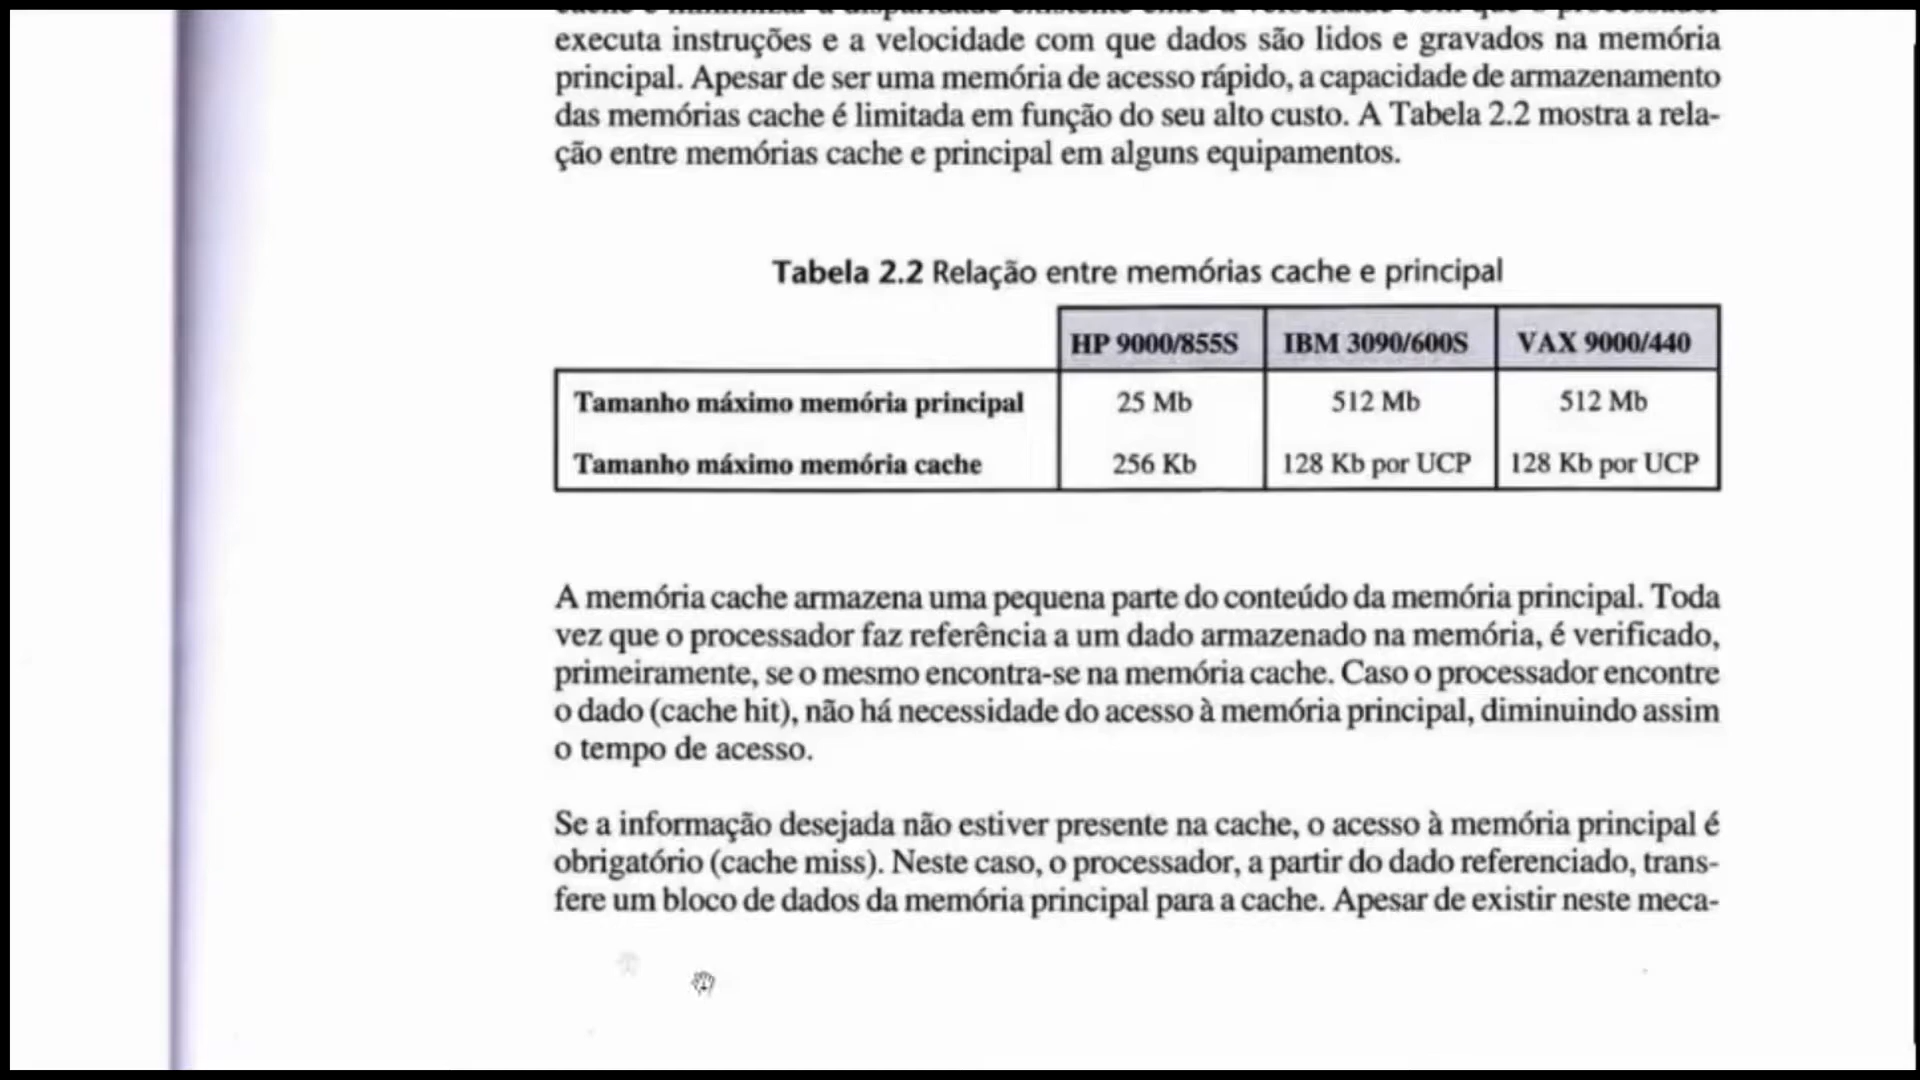 executa instruções e a velocidade com que dados são lidos e gravados na memória
principal. Apesar de ser uma memória de acesso rápido, a capacidade de armazenamento
das memórias cache é limitada em função do seu alto custo. A Tabela 2.2 mostra a rela-
ção entre memórias cache e principal em alguns equipamentos.
Tabela 2.2 Relação entre memórias cache e principal
HP 9000/855S IBM 3090/600S VAX 9000/440
Tamanho máximo memória principal 25 Mb 512 Mb 512 Mb
Tamanho máximo memória cache 256 Kb 128 Kb por UCP 128 Kb por UCP
A memória cache armazena uma pequena parte do conteúdo da memória principal. Toda
vez que o processador faz referência a um dado armazenado na memória, é verificado,
primeiramente, se o mesmo encontra-se na memória cache. Caso o processador encontre
o dado (cache hit), não há necessidade do acesso à memória principal, diminuindo assim
o tempo de acesso.
Se a informação desejada não estiver presente na cache, o acesso à memória principal é
obrigatório (cache miss). Neste caso, o processador, a partir do dado referenciado, trans-
fere um bloco de dados da memória principal para a cache. Apesar de existir neste meca-